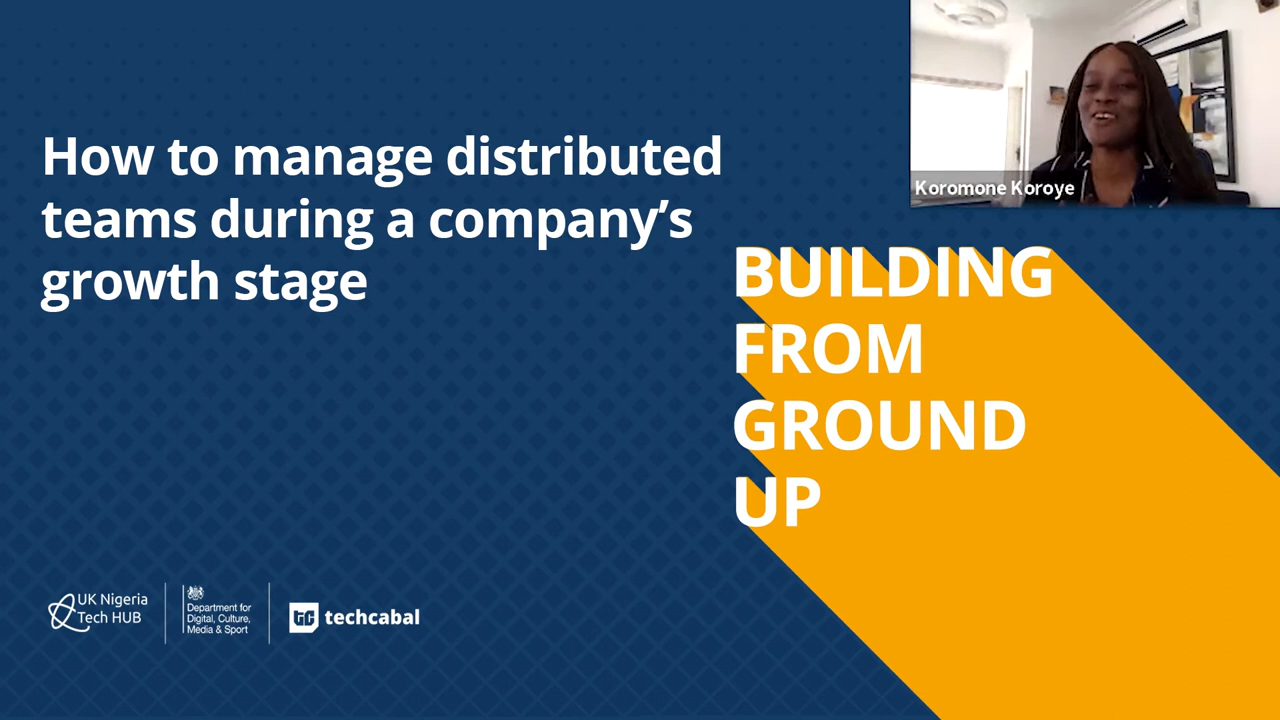 How to manage distributed
teams during a company’s
growth stage
Koromone Koroye
BUILDING
FROM
GROUND
UP
UK Nigeria
Tech HUB
Department for
Digital, Culture,
Media & Sport
TC techcabal